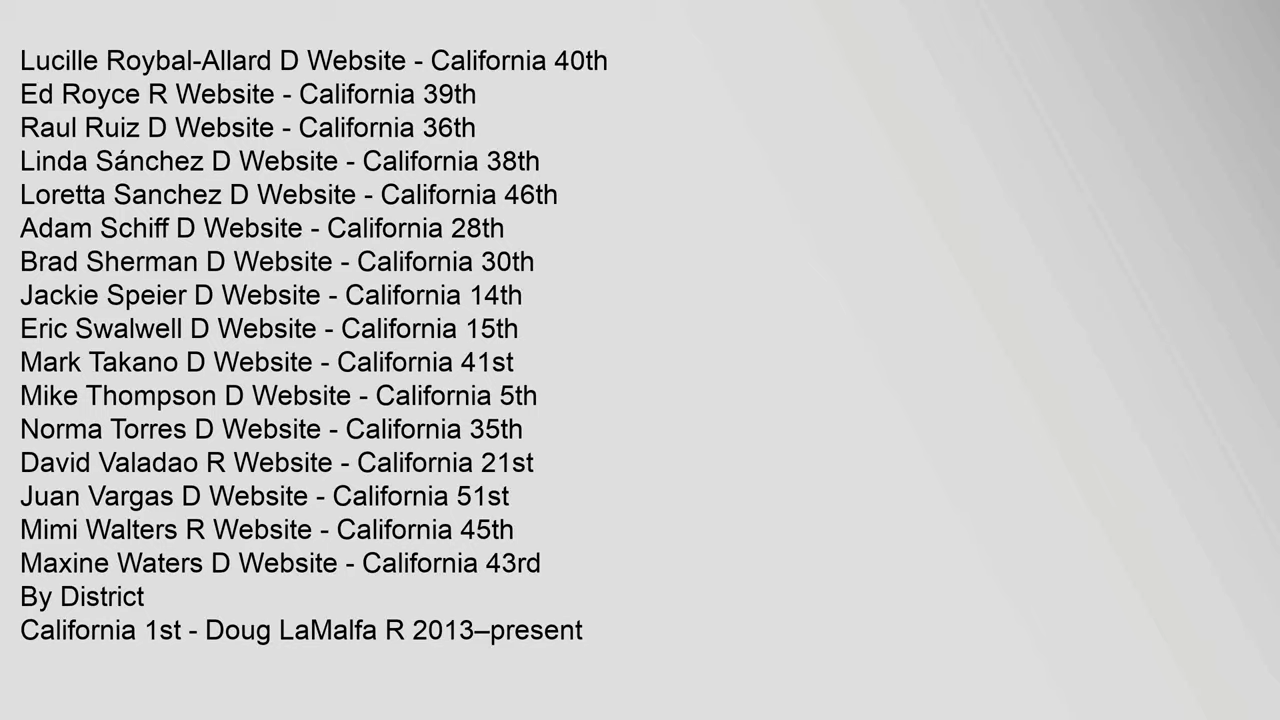 Lucille Roybal-Allard D Website - California 40th
Ed Royce R Website - California 39th
Raul Ruiz D Website - California 36th
Linda Sánchez D Website - California 38th
Loretta Sanchez D Website - California 46th
Adam Schiff D Website - California 28th
Brad Sherman D Website - California 30th
Jackie Speier D Website - California 14th
Eric Swalwell D Website - California 15th
Mark Takano D Website - California 41st
Mike Thompson D Website - California 5th
Norma Torres D Website - California 35th
David Valadao R Website - California 21st
Juan Vargas D Website - California 51st
Mimi Walters R Website - California 45th
Maxine Waters D Website - California 43rd
By District
California 1st - Doug LaMalfa R 2013–present